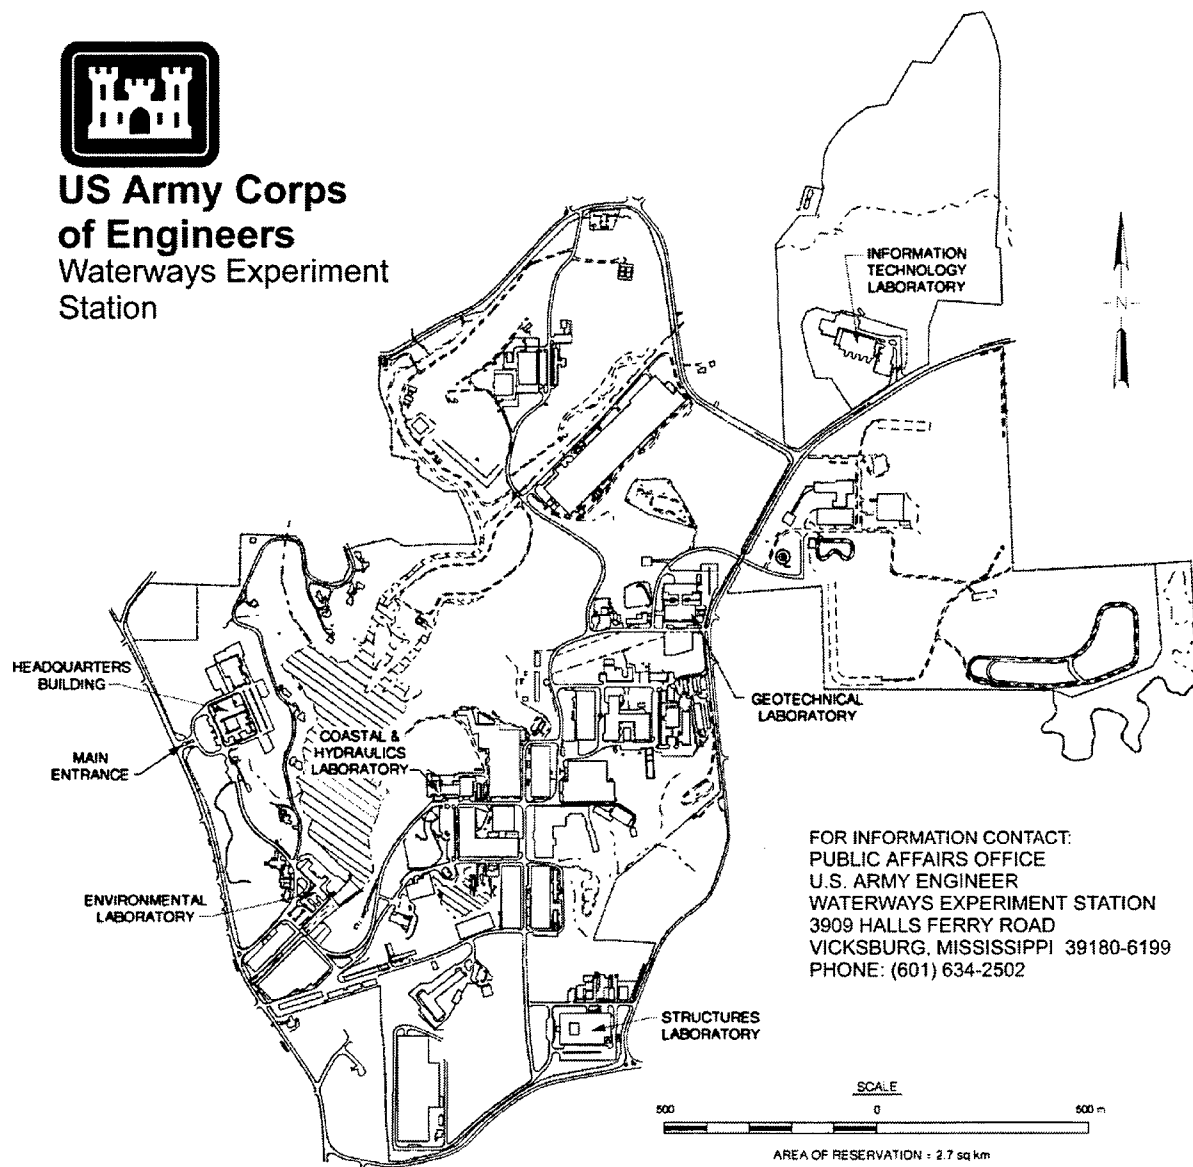 US Army Corps
of Engineers
Waterways Experiment
Station
INFORMATION
TECHNOLOGY
LABORATORY
N
HEADQUARTERS
BUILDING
MAIN
ENTRANCE
COASTAL &
HYDRAULICS
LABORATORY
GEOTECHNICAL
LABORATORY
ENVIRONMENTAL
LABORATORY
FOR INFORMATION CONTACT:
PUBLIC AFFAIRS OFFICE
U.S. ARMY ENGINEER
WATERWAYS EXPERIMENT STATION
3909 HALLS FERRY ROAD
VICKSBURG, MISSISSIPPI 39180-6199
PHONE: (601) 634-2502
STRUCTURES
LABORATORY
SCALE
500 0 500 m
AREA OF RESERVATION = 2.7 sq km